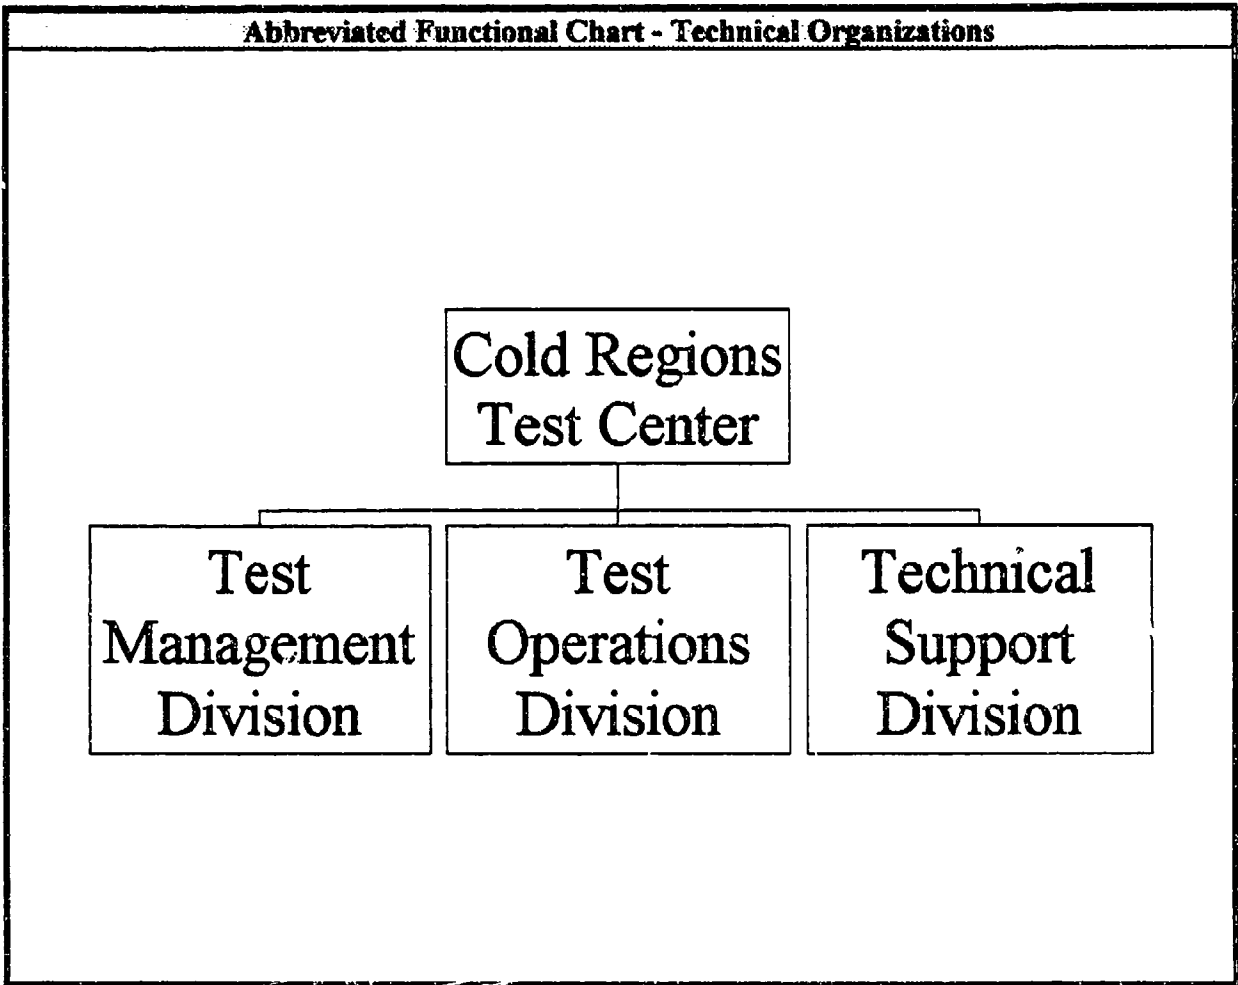 Abbreviated Functional Chart - Technical Organizations
Cold Regions
Test Center
Test
Management
Division
Test
Operations
Division
Technical
Support
Division